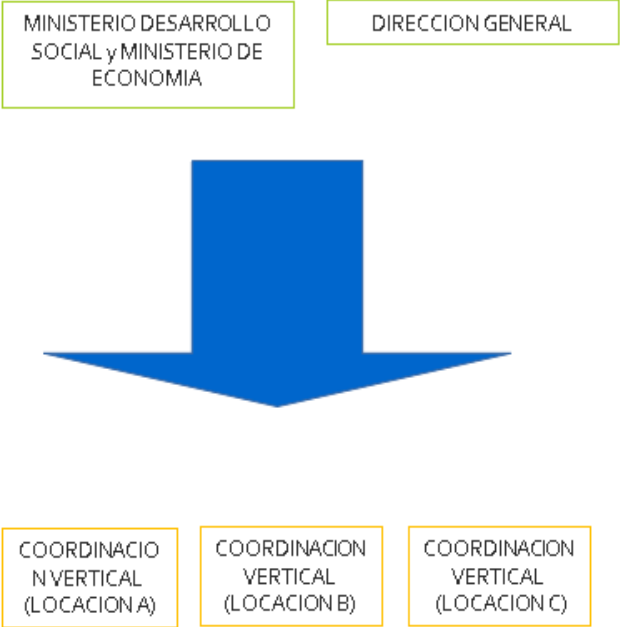 MINISTERIO DESARROLLO
SOCIAL y MINISTERIO DE
ECONOMIA
DIRECCION GENERAL
COORDINACIO
N VERTICAL
(LOCACION A)
COORDINACION
VERTICAL
(LOCACION B)
COORDINACION
VERTICAL
(LOCACION C)